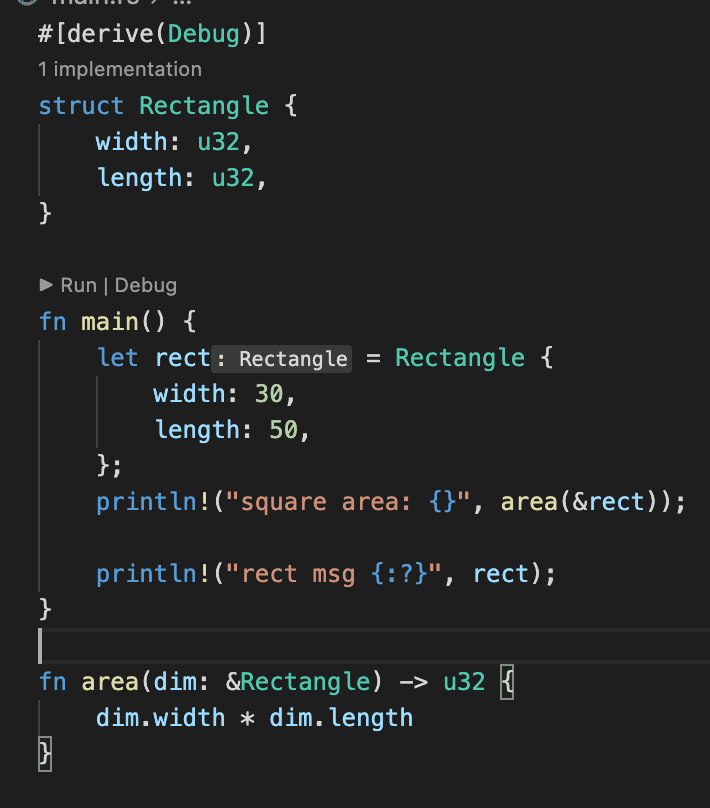 main.rs > ...
#[derive(Debug)]
1 implementation
struct Rectangle {
    width: u32,
    length: u32,
}
Run | Debug
fn main() {
    let rect: Rectangle = Rectangle {
        width: 30,
        length: 50,
    };
    println!("square area: {}", area(&rect));
    println!("rect msg {:?}", rect);
}
fn area(dim: &Rectangle) -> u32 {
    dim.width * dim.length
}